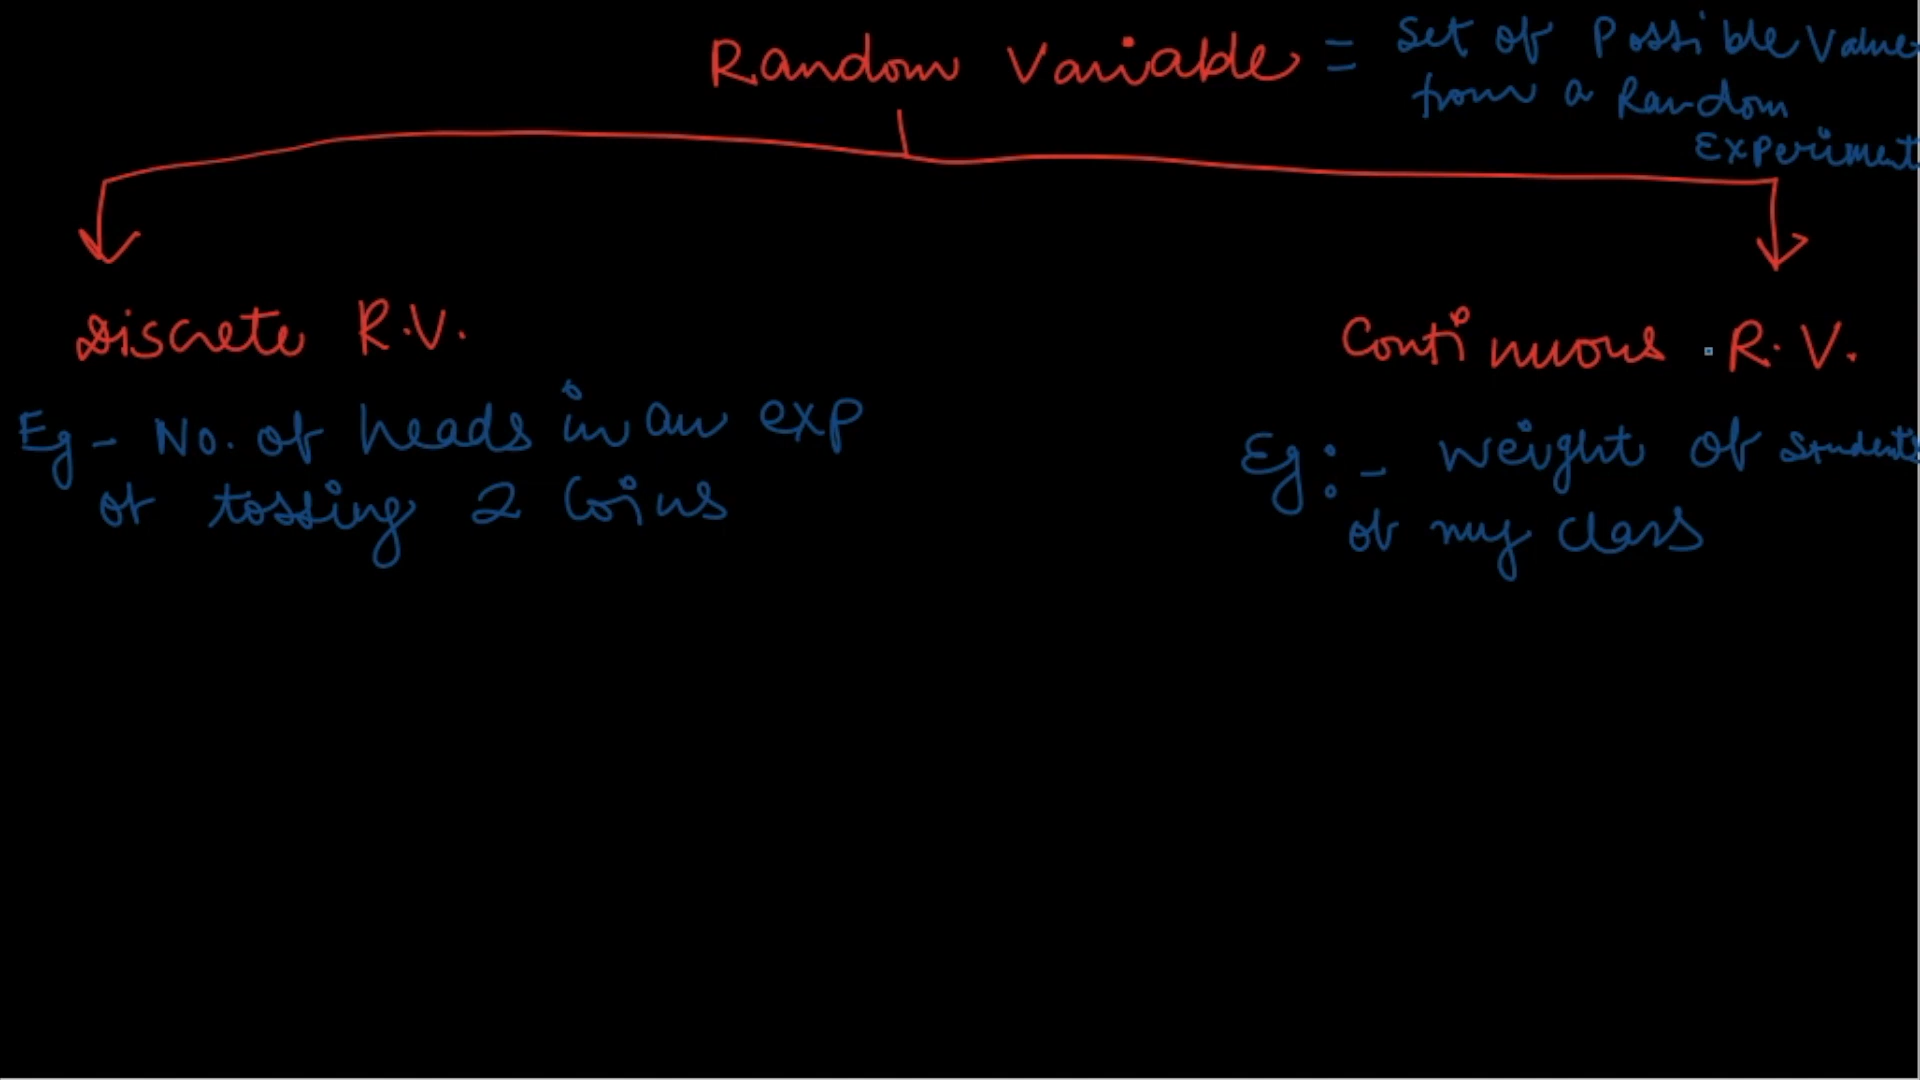 Random Variable = Set of Possible Value
from a Random
Experiment
Discrete R.V.
Continuous R.V.
Eg - No. of heads in an exp
of tossing 2 Coins
Eg:- Weight of students
of my class